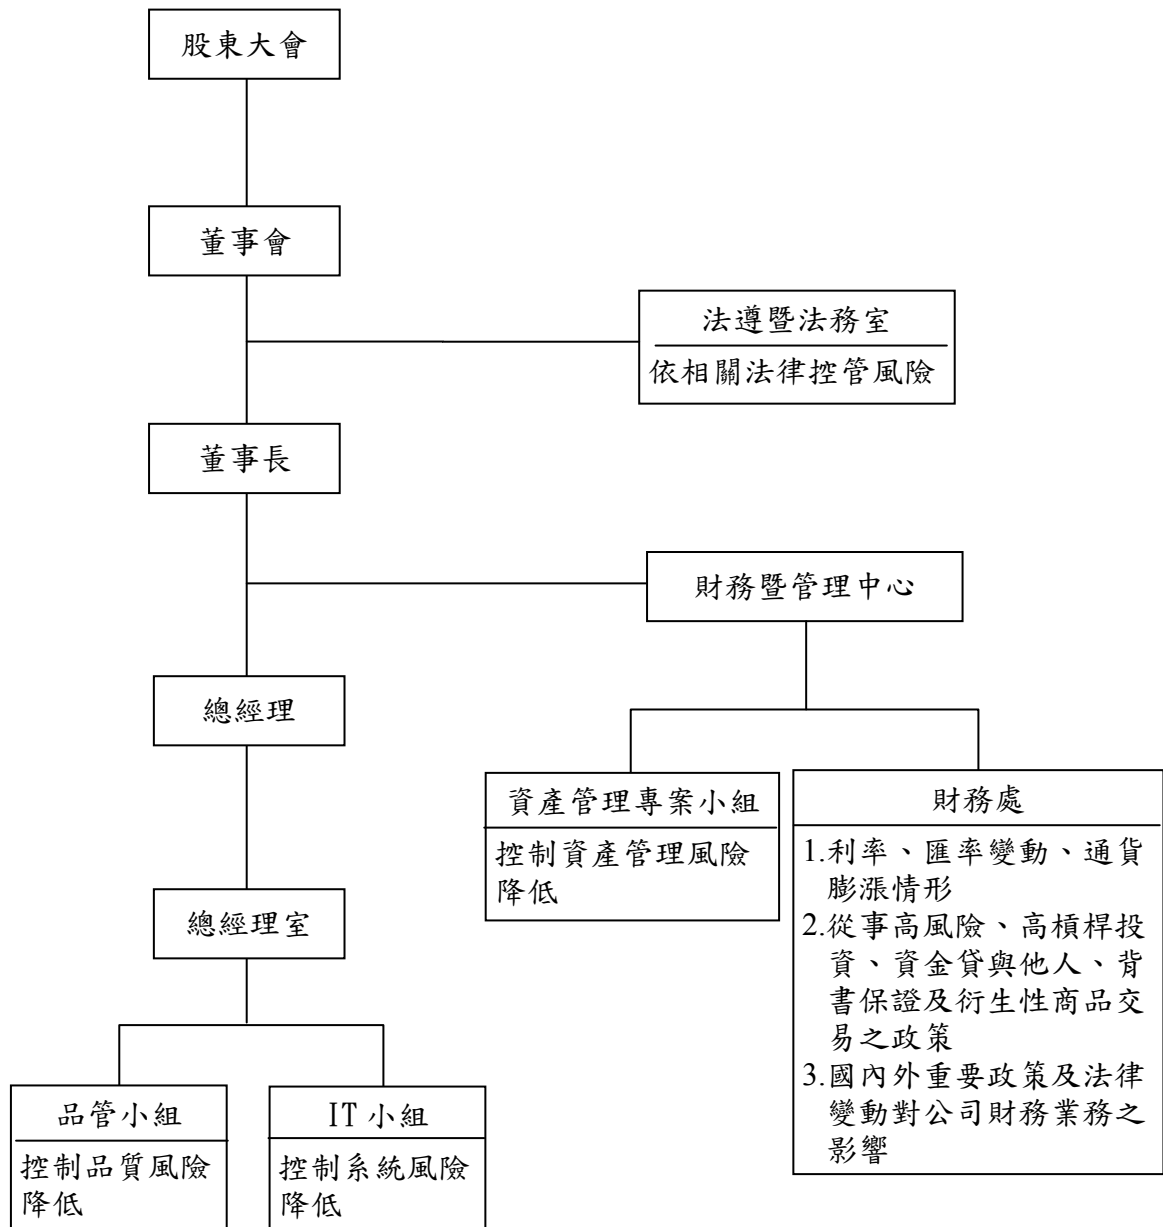 股東大會
董事會
法遵暨法務室
依相關法律控管風險
董事長
財務暨管理中心
總經理
資產管理專案小組
控制資產管理風險
降低
財務處
1.利率、匯率變動、通貨
膨漲情形
2.從事高風險、高槓桿投
資、資金貸與他人、背
書保證及衍生性商品交
易之政策
3.國內外重要政策及法律
變動對公司財務業務之
影響
總經理室
品管小組
控制品質風險
降低
IT 小組
控制系統風險
降低